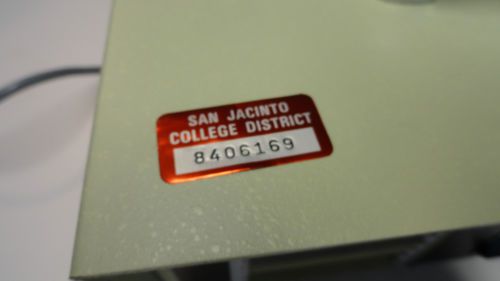 SAN JACINTO
COLLEGE DISTRICT
8406169